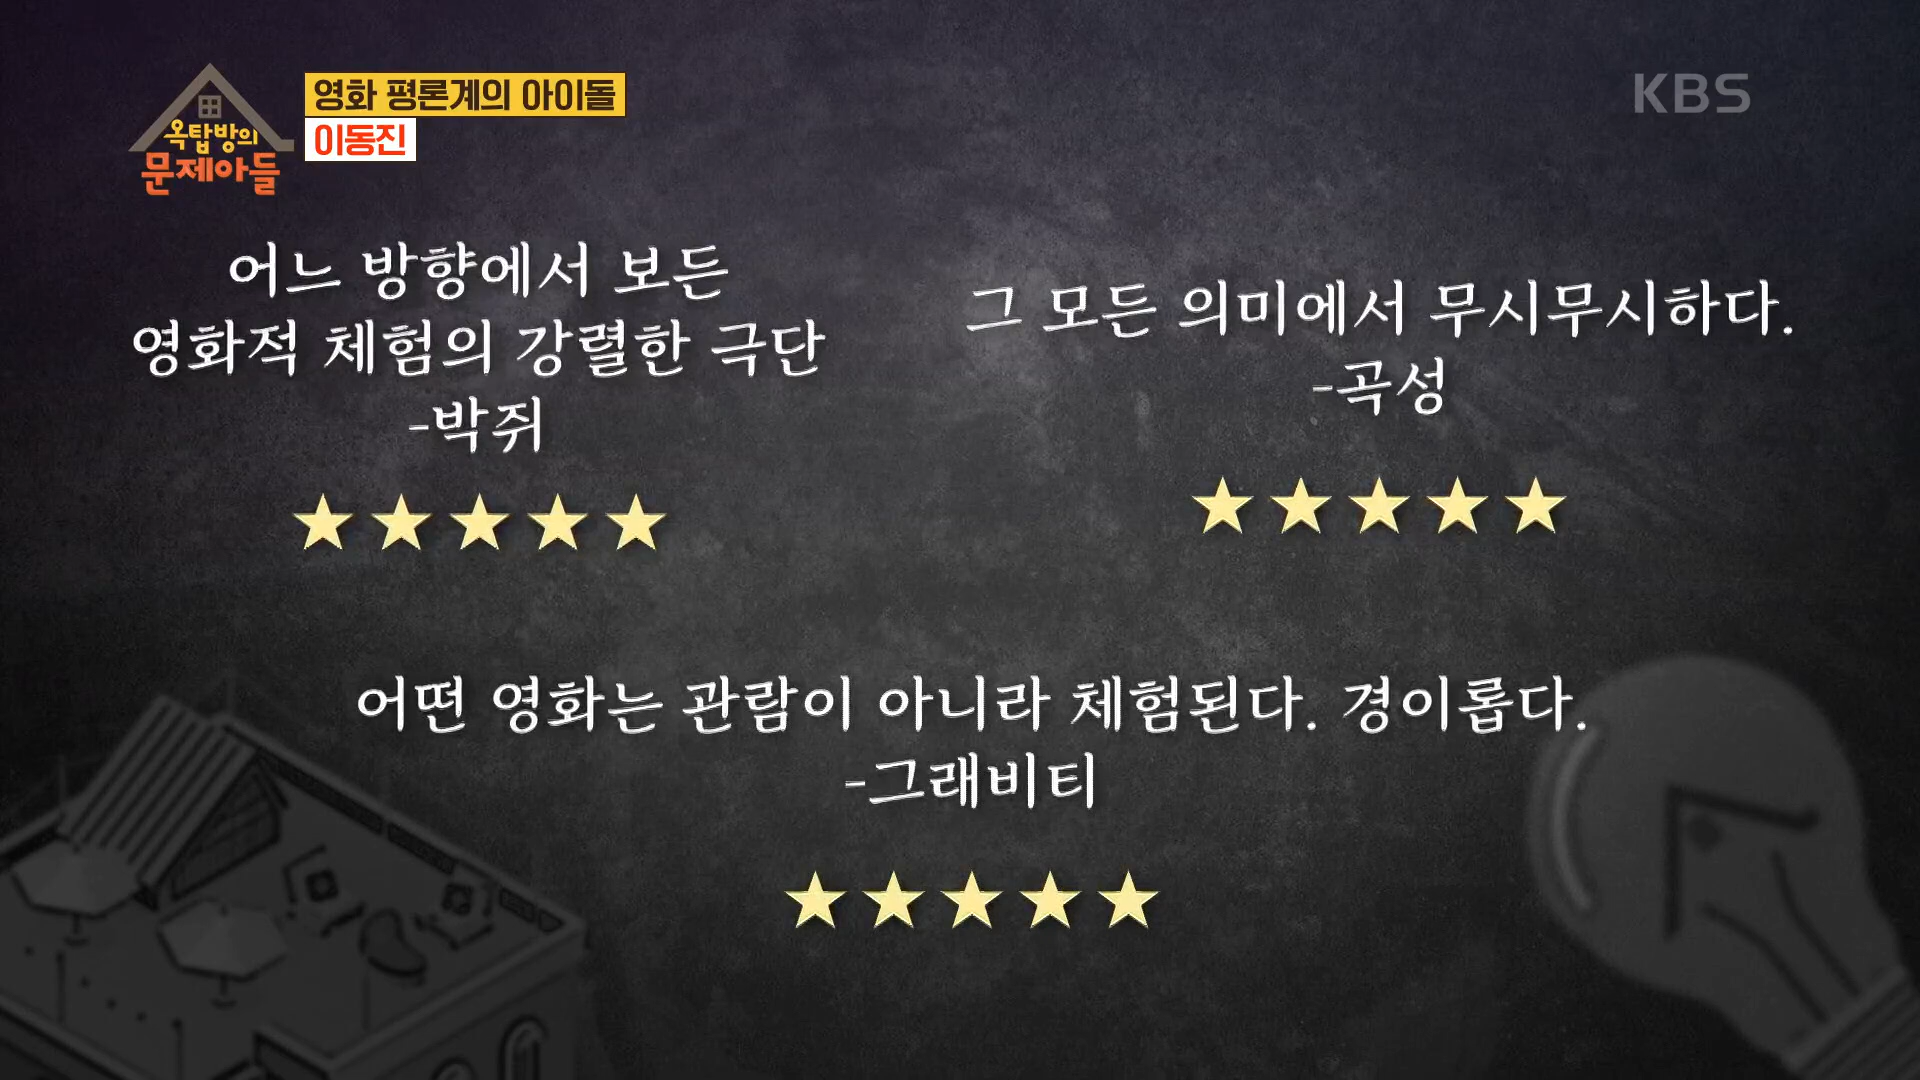 옥탑방의
문제아들
영화 평론계의 아이돌
이동진
KBS
어느 방향에서 보든
영화적 체험의 강렬한 극단
-박쥐
★★★★★
그 모든 의미에서 무시무시하다.
-곡성
★★★★★
어떤 영화는 관람이 아니라 체험된다. 경이롭다.
-그래비티
★★★★★